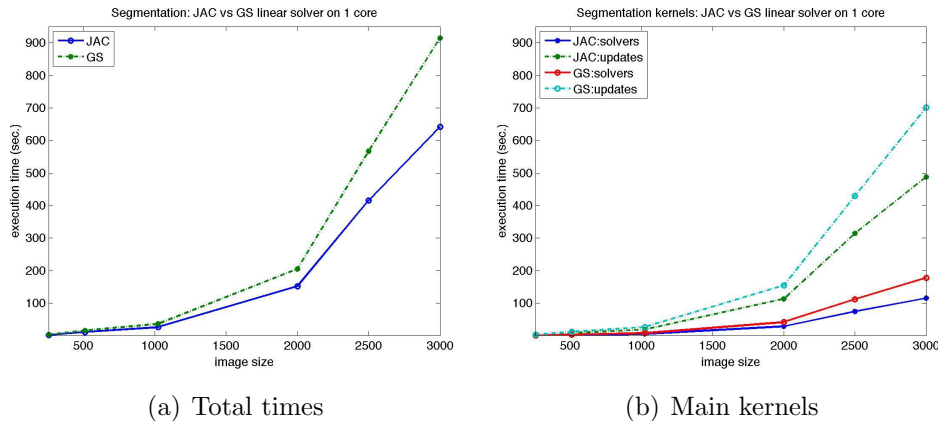 Segmentation: JAC vs GS linear solver on 1 core
JAC
GS
execution time (sec.)
900
800
700
600
500
400
300
200
100
500 1000 1500 2000 2500 3000
image size
(a) Total times
Segmentation kernels: JAC vs GS linear solver on 1 core
JAC:solvers
JAC:updates
GS:solvers
GS:updates
execution time (sec.)
900
800
700
600
500
400
300
200
100
500 1000 1500 2000 2500 3000
image size
(b) Main kernels